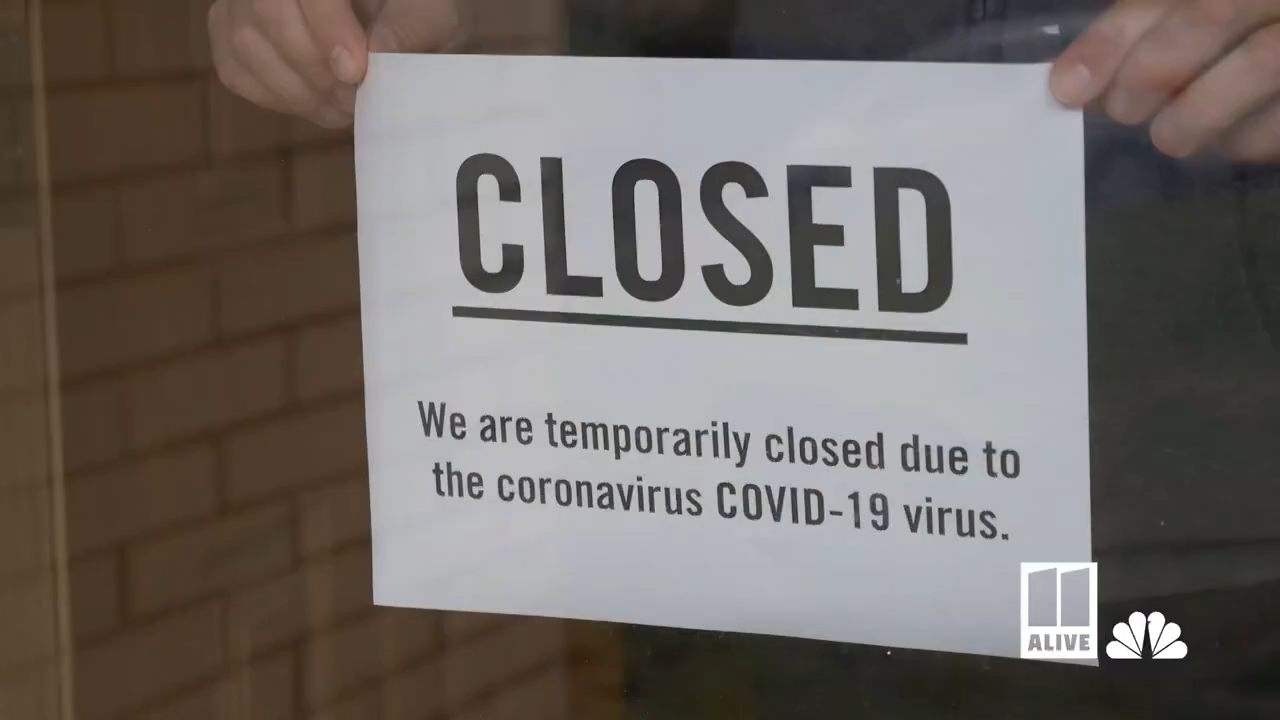 CLOSED
We are temporarily closed due to
the coronavirus COVID-19 virus.
11
ALIVE